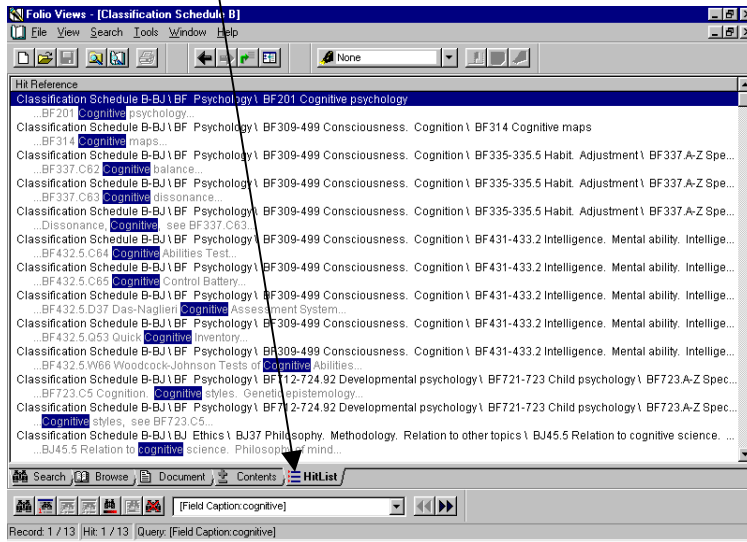 Folio Views - [Classification Schedule B]
File View Search Tools Window Help
None
Hit Reference
Classification Schedule B-BJ \ BF Psychology \ BF201 Cognitive psychology
...BF201 Cognitive psychology...
Classification Schedule B-BJ \ BF Psychology \ BF309-499 Consciousness. Cognition \ BF314 Cognitive maps
...BF314 Cognitive maps...
Classification Schedule B-BJ \ BF Psychology \ BF309-499 Consciousness. Cognition \ BF335-335.5 Habit. Adjustment \ BF337.A-Z Spe...
...BF337.C62 Cognitive balance...
Classification Schedule B-BJ \ BF Psychology \ BF309-499 Consciousness. Cognition \ BF335-335.5 Habit. Adjustment \ BF337.A-Z Spe...
...BF337.C63 Cognitive dissonance...
Classification Schedule B-BJ \ BF Psychology \ BF309-499 Consciousness. Cognition \ BF335-335.5 Habit. Adjustment \ BF337.A-Z Spe...
...Dissonance, Cognitive, see BF337.C63...
Classification Schedule B-BJ \ BF Psychology \ BF309-499 Consciousness. Cognition \ BF431-433.2 Intelligence. Mental ability. Intellige...
...BF432.5.C64 Cognitive Abilities Test...
Classification Schedule B-BJ \ BF Psychology \ BF309-499 Consciousness. Cognition \ BF431-433.2 Intelligence. Mental ability. Intellige...
...BF432.5.C65 Cognitive Control Battery...
Classification Schedule B-BJ \ BF Psychology \ BF309-499 Consciousness. Cognition \ BF431-433.2 Intelligence. Mental ability. Intellige...
...BF432.5.D37 Das-Naglieri Cognitive Assessment System...
Classification Schedule B-BJ \ BF Psychology \ BF309-499 Consciousness. Cognition \ BF431-433.2 Intelligence. Mental ability. Intellige...
...BF432.5.Q53 Quick Cognitive Inventory...
Classification Schedule B-BJ \ BF Psychology \ BF309-499 Consciousness. Cognition \ BF431-433.2 Intelligence. Mental ability. Intellige...
...BF432.5.W66 Woodcock-Johnson Tests of Cognitive Abilities...
Classification Schedule B-BJ \ BF Psychology \ BF712-724.92 Developmental psychology \ BF721-723 Child psychology \ BF723.A-Z Spec...
...BF723.C5 Cognition. Cognitive styles. Genetic epistemology...
Classification Schedule B-BJ \ BF Psychology \ BF712-724.92 Developmental psychology \ BF721-723 Child psychology \ BF723.A-Z Spec...
...Cognitive styles, see BF723.C5...
Classification Schedule B-BJ \ BJ Ethics \ BJ37 Philosophy. Methodology. Relation to other topics \ BJ45.5 Relation to cognitive science. ...
...BJ45.5 Relation to cognitive science. Philosophy of mind...
Search Browse Document Contents HitList
[Field Caption:cognitive]
Record: 1 / 13 Hit: 1 / 13 Query: [Field Caption:cognitive]